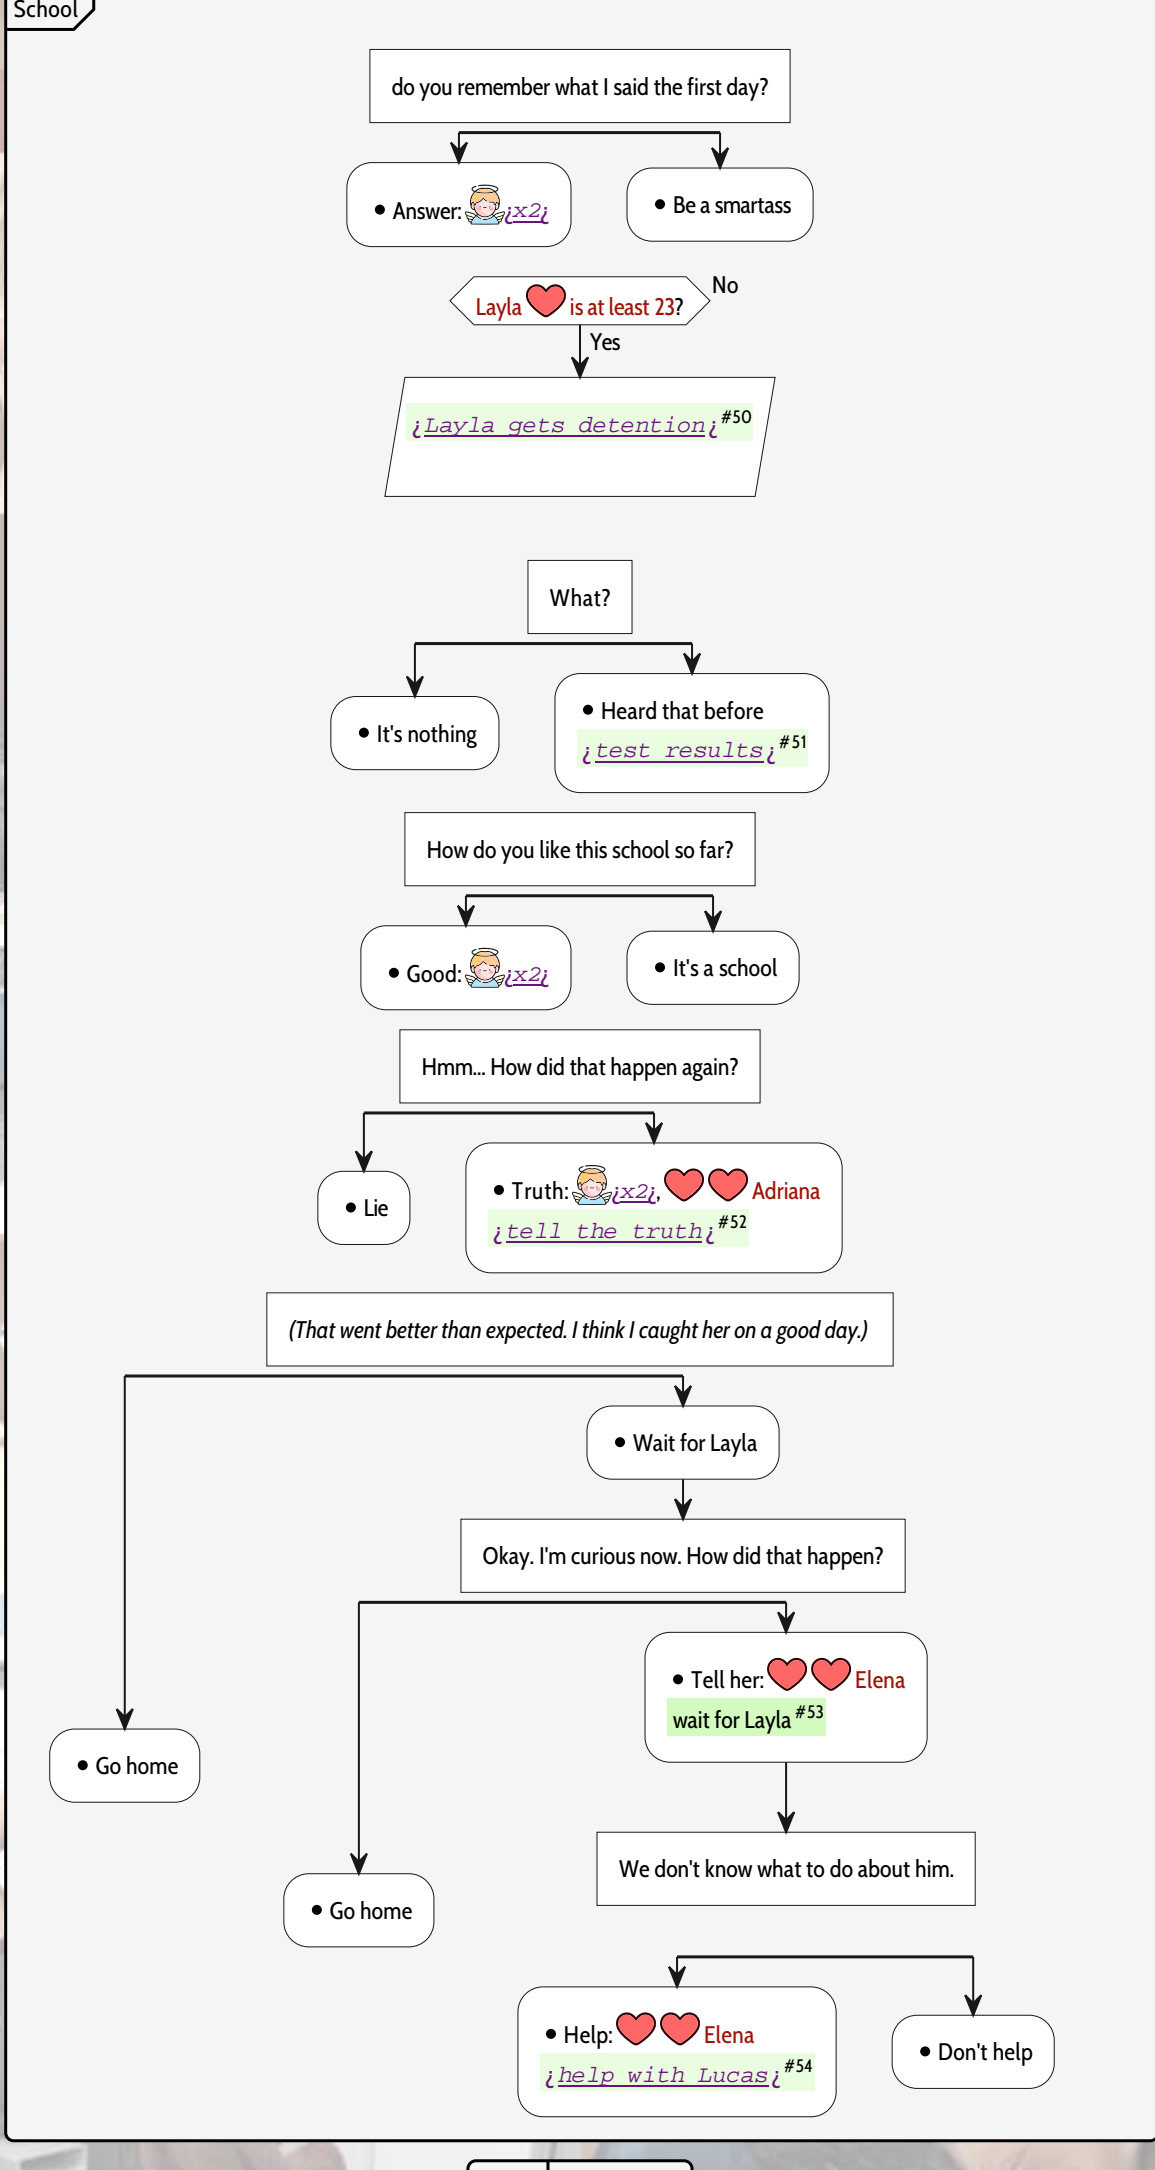 School
do you remember what I said the first day?
• Answer: ¿x2¿
• Be a smartass
Layla is at least 23?
No
Yes
¿Layla gets detention¿ #50
What?
• It's nothing
• Heard that before
¿test results¿ #51
How do you like this school so far?
• Good: ¿x2¿
• It's a school
Hmm... How did that happen again?
• Lie
• Truth: ¿x2¿, Adriana
¿tell the truth¿ #52
(That went better than expected. I think I caught her on a good day.)
• Wait for Layla
Okay. I'm curious now. How did that happen?
• Tell her: Elena
wait for Layla #53
• Go home
We don't know what to do about him.
• Go home
• Help: Elena
¿help with Lucas¿ #54
• Don't help